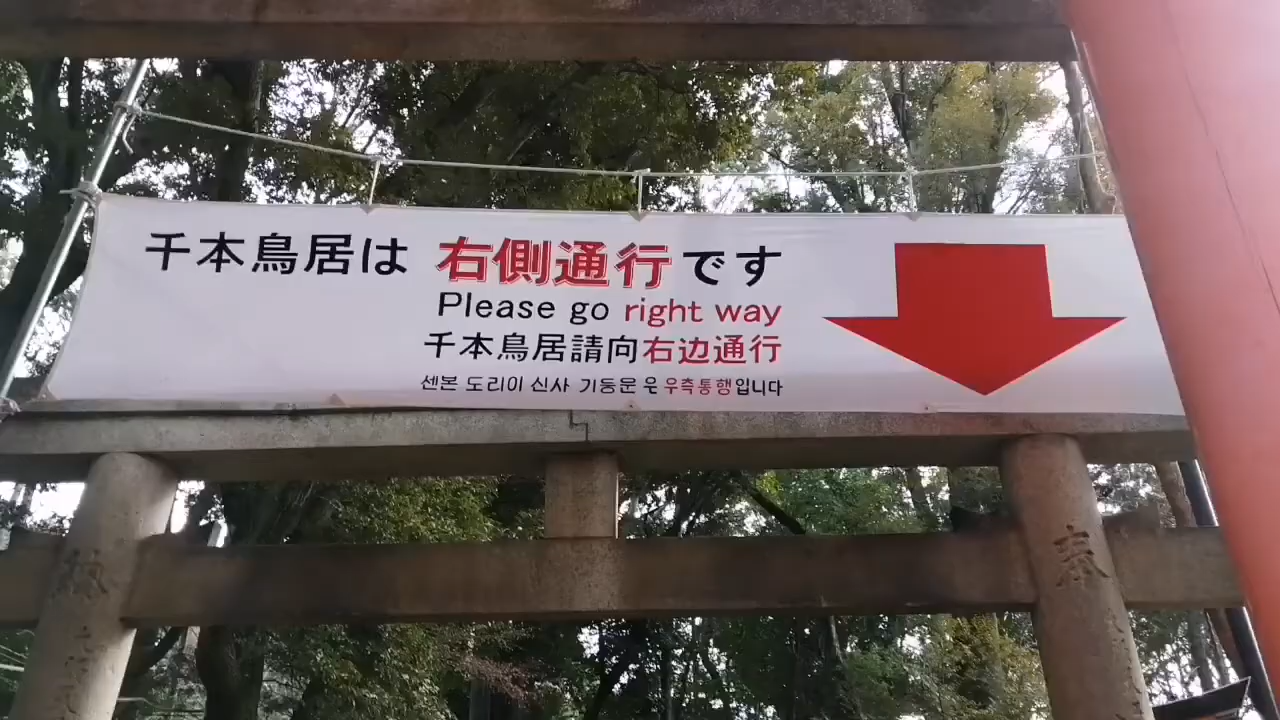 千本鳥居は 右側通行です
Please go right way
千本鳥居請向右边通行
센본 도리이 신사 기둥문 은 우측통행입니다
奉